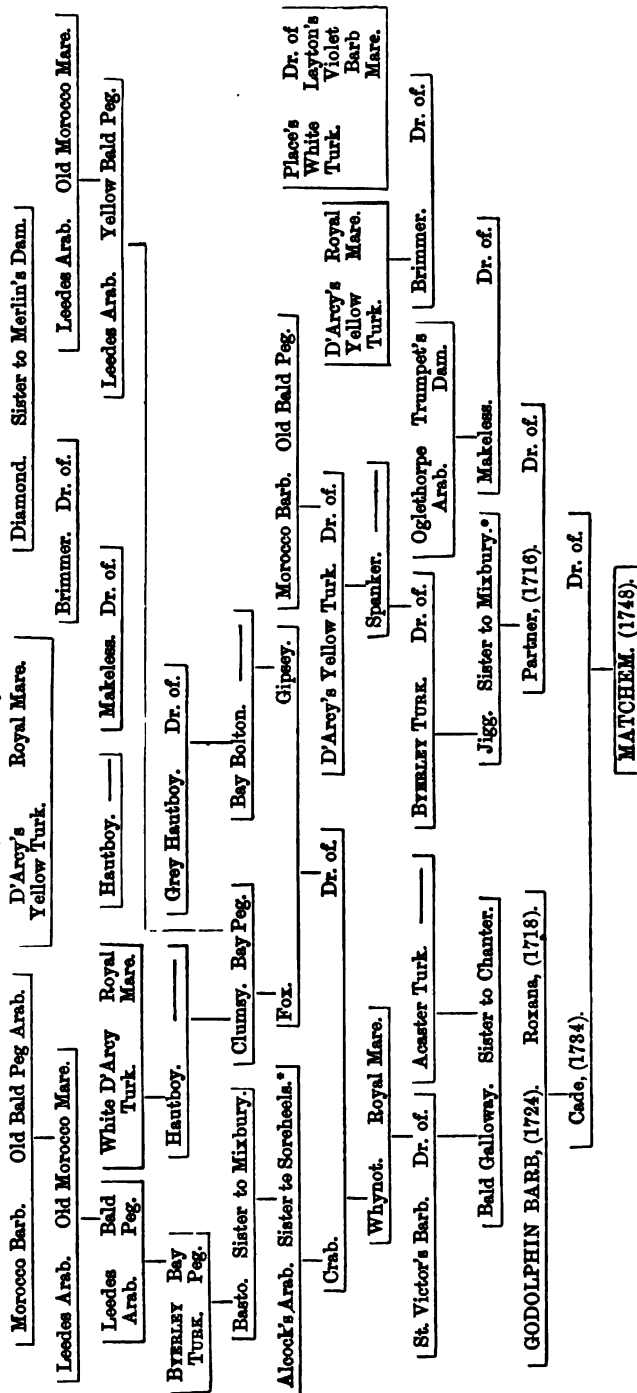 Morocco Barb. Old Bald Peg Arab. D'Arcy's Royal Mare. Diamond. Sister to Merlin's Dam.
Yellow Turk.
Leedes Arab. Old Morocco Mare. Brimmer. Dr. of. Leedes Arab. Old Morocco Mare.
Leedes Bald White D'Arcy Royal Hautboy. — Makeless. Dr. of. Leedes Arab. Yellow Bald Peg.
Arab. Peg. Turk. Mare.
BYERLEY Bay Hautboy. — Grey Hautboy. Dr. of.
TURK. Peg.
Basto. Sister to Mixbury. Clumsy. Bay Peg. Bay Bolton. —
Alcock's Arab. Sister to Soreheels.* Fox. Gipsey. Morocco Barb. Old Bald Peg. Place's Dr. of
White Layton's
Turk. Violet
Barb
Mare.
Crab. Dr. of. D'Arcy's Yellow Turk. Dr. of. D'Arcy's Royal
Yellow Mare.
Turk.
Whynot. Royal Mare. Spanker. — Brimmer. Dr. of.
St. Victor's Barb. Dr. of. Acaster Turk. — BYERLEY TURK. Dr. of. Oglethorpe Trumpet's
Arab. Dam.
Bald Galloway. Sister to Chanter. Jigg. Sister to Mixbury.* Makeless. Dr. of.
GODOLPHIN BARB, (1724). Roxana, (1718). Partner, (1716). Dr. of.
Cade, (1734). Dr. of.
MATCHEM. (1748).